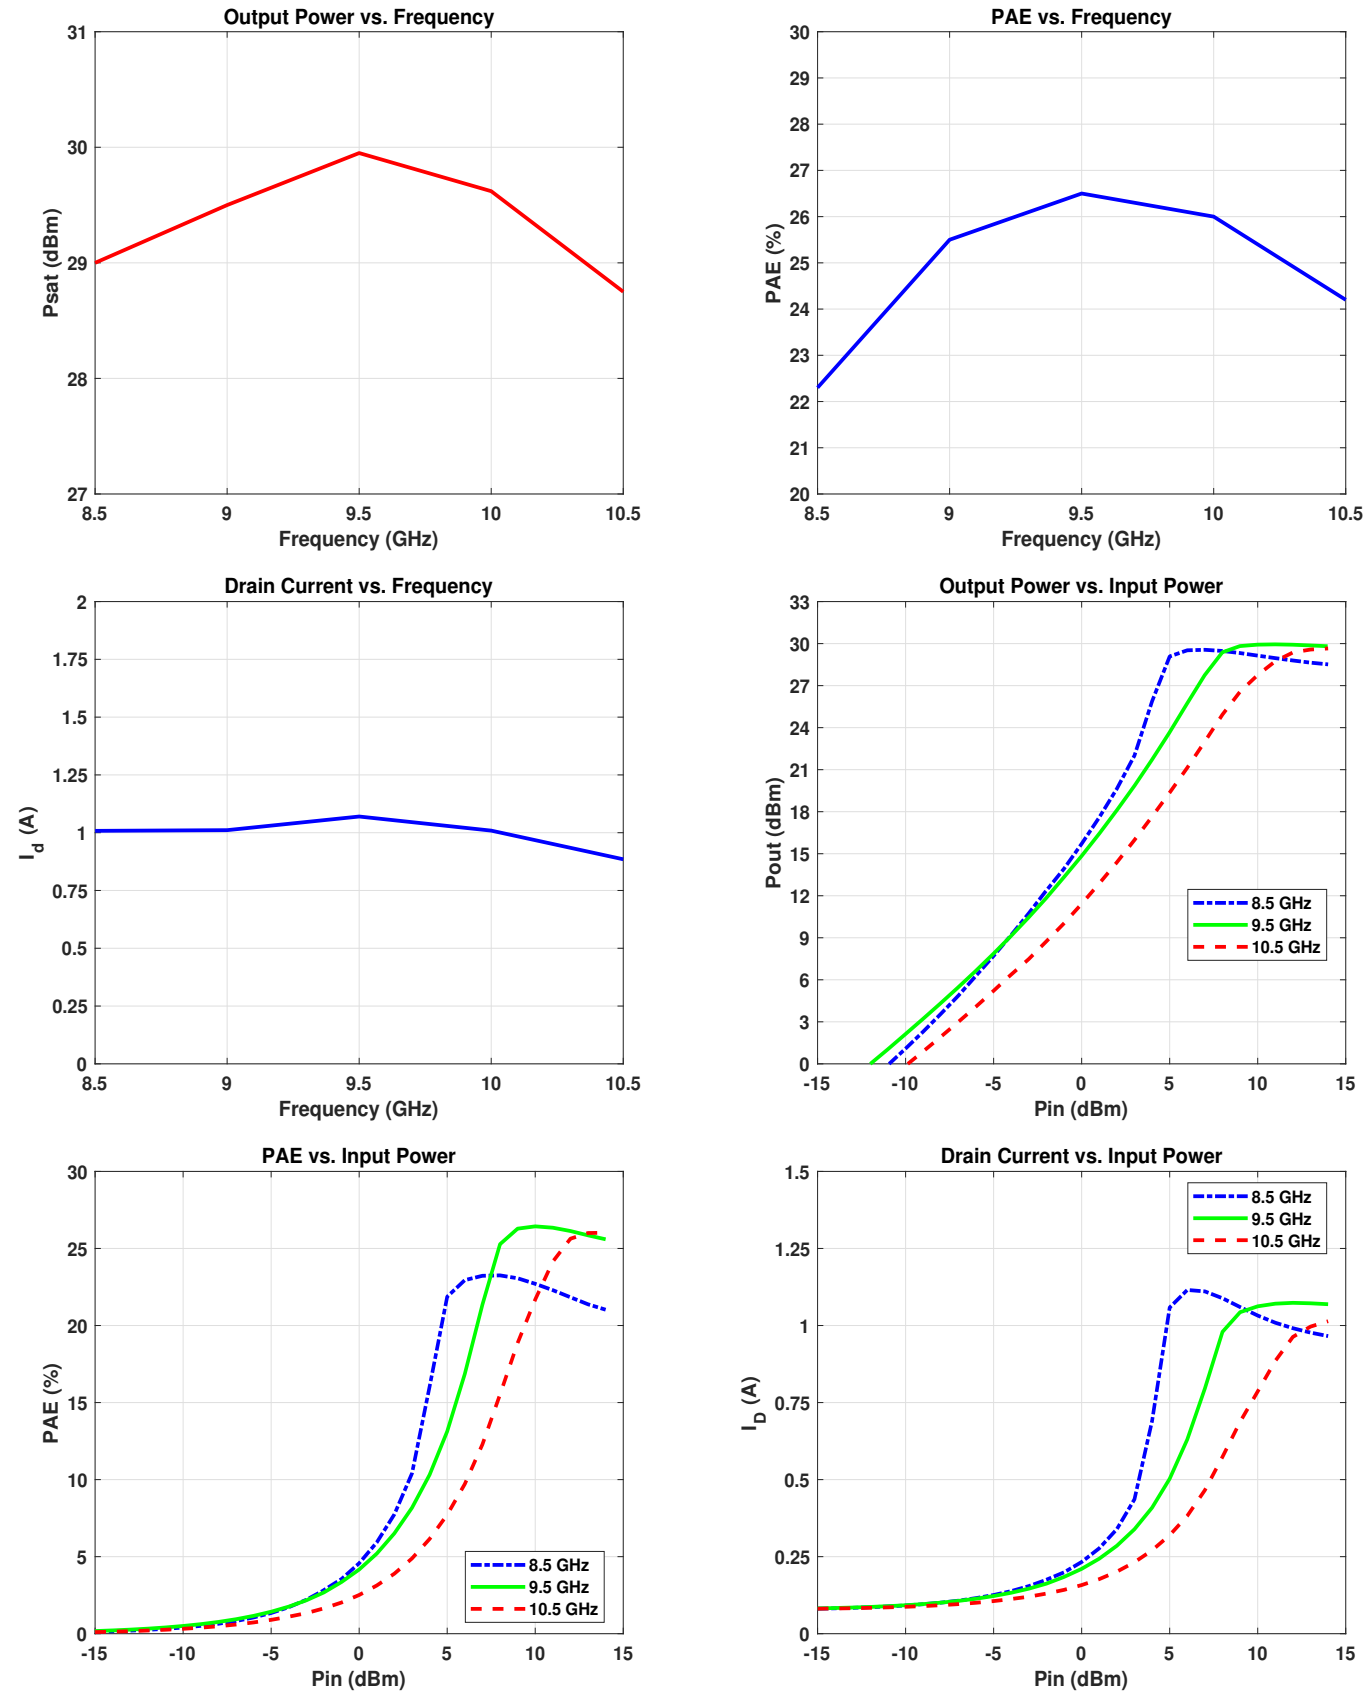 Output Power vs. Frequency
31
30
29
28
27
Psat (dBm)
8.5 9 9.5 10 10.5
Frequency (GHz)
PAE vs. Frequency
30
29
28
27
26
25
24
23
22
21
20
PAE (%)
8.5 9 9.5 10 10.5
Frequency (GHz)
Drain Current vs. Frequency
2
1.75
1.5
1.25
1
0.75
0.5
0.25
0
I_d (A)
8.5 9 9.5 10 10.5
Frequency (GHz)
Output Power vs. Input Power
33
30
27
24
21
18
15
12
9
6
3
0
Pout (dBm)
8.5 GHz
9.5 GHz
10.5 GHz
-15 -10 -5 0 5 10 15
Pin (dBm)
PAE vs. Input Power
30
25
20
15
10
5
0
PAE (%)
8.5 GHz
9.5 GHz
10.5 GHz
-15 -10 -5 0 5 10 15
Pin (dBm)
Drain Current vs. Input Power
1.5
1.25
1
0.75
0.5
0.25
0
I_D (A)
8.5 GHz
9.5 GHz
10.5 GHz
-15 -10 -5 0 5 10 15
Pin (dBm)